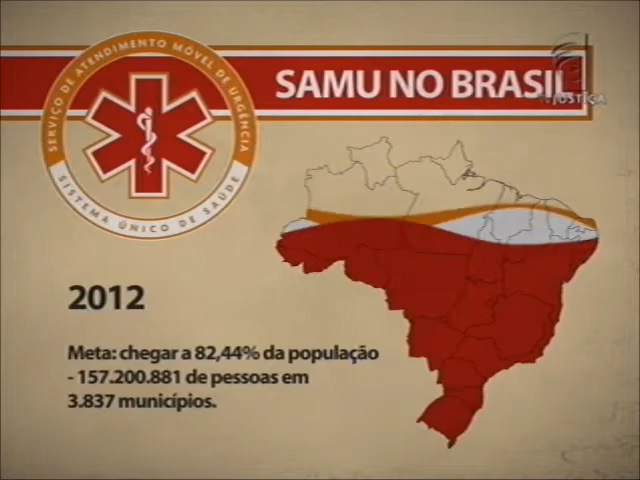 SERVIÇO DE ATENDIMENTO MÓVEL DE URGÊNCIA
SISTEMA ÚNICO DE SAÚDE
SAMU NO BRASIL
JUSTIÇA
2012
Meta: chegar a 82,44% da população
- 157.200.881 de pessoas em
3.837 municípios.